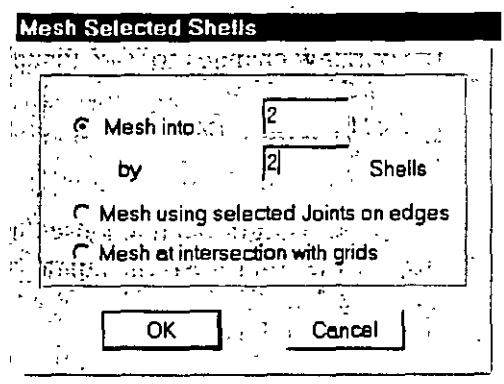 Mesh Selected Shells
Mesh into
2
by
2
Shells
Mesh using selected Joints on edges
Mesh at intersection with grids
OK
Cancel